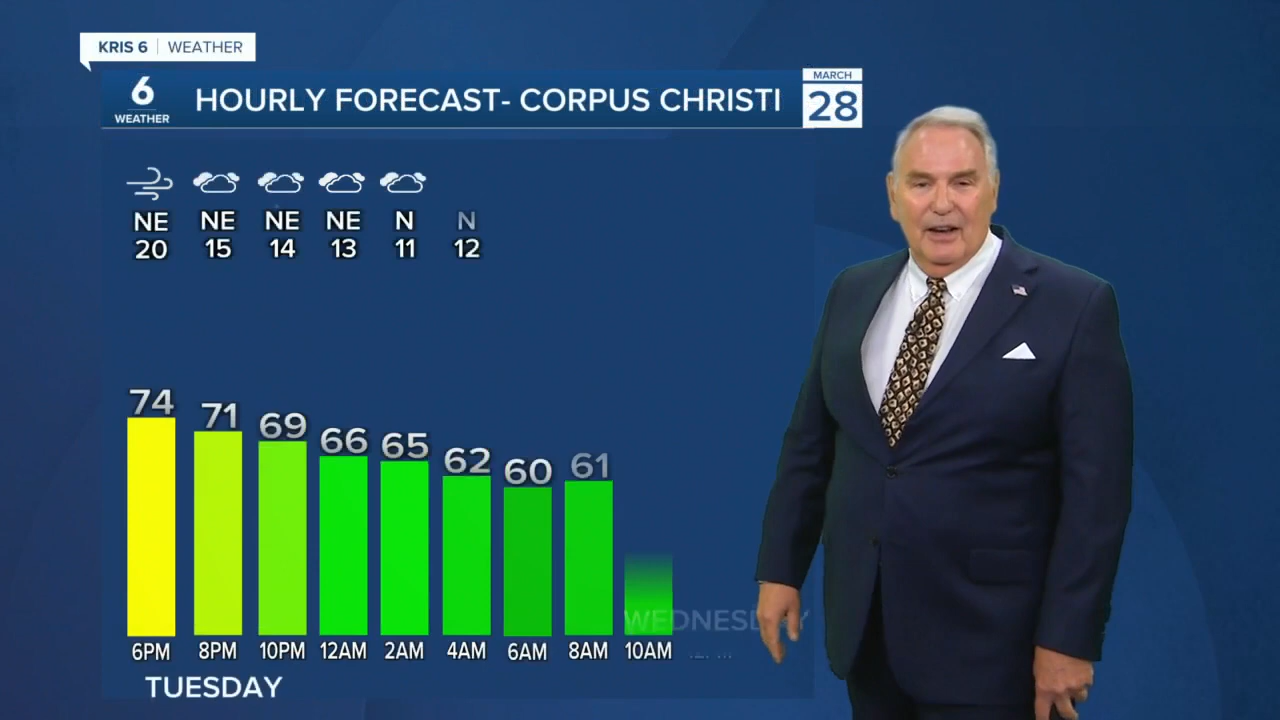 KRIS 6 | WEATHER
6
WEATHER
HOURLY FORECAST- CORPUS CHRISTI
MARCH
28
NE NE NE NE N N
20 15 14 13 11 12
74 71 69 66 65 62 60 61
WEDNESDAY
6PM 8PM 10PM 12AM 2AM 4AM 6AM 8AM 10AM
TUESDAY